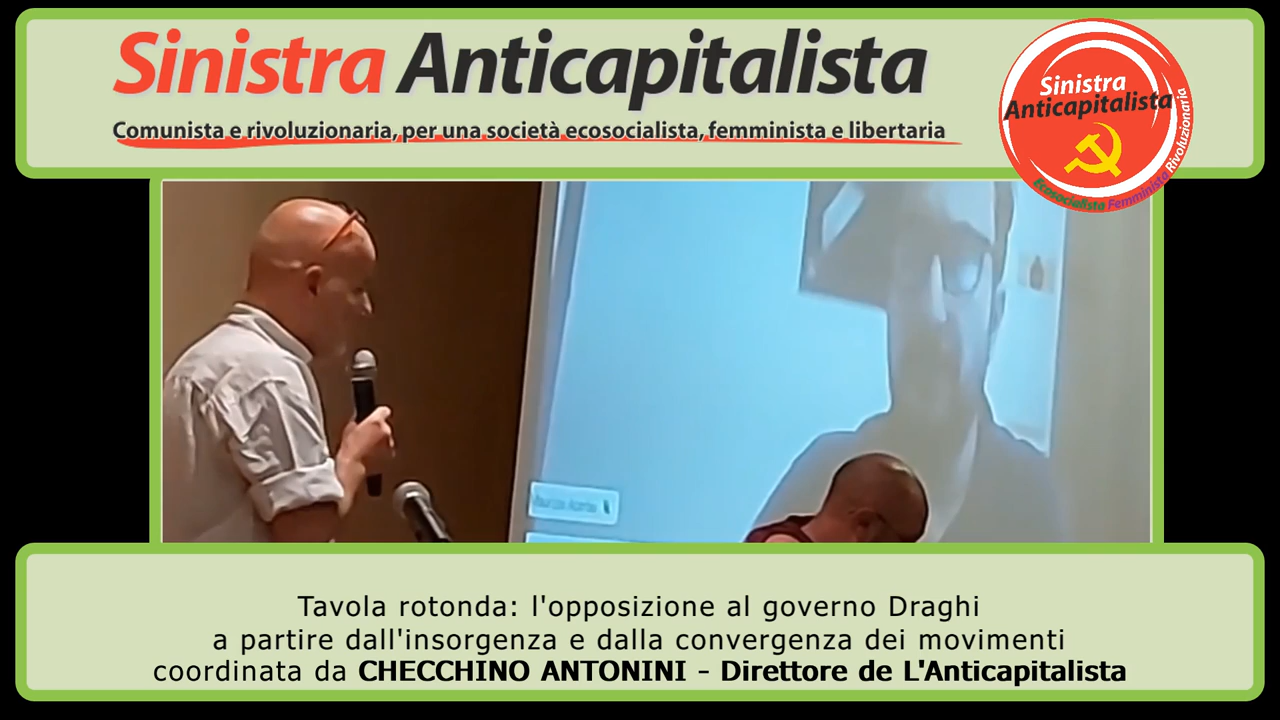 Sinistra Anticapitalista
Comunista e rivoluzionaria, per una società ecosocialista, femminista e libertaria
Sinistra
Anticapitalista
Ecosocialista Femminista Rivoluzionaria
Tavola rotonda: l'opposizione al governo Draghi
a partire dall'insorgenza e dalla convergenza dei movimenti
coordinata da CHECCHINO ANTONINI - Direttore de L'Anticapitalista